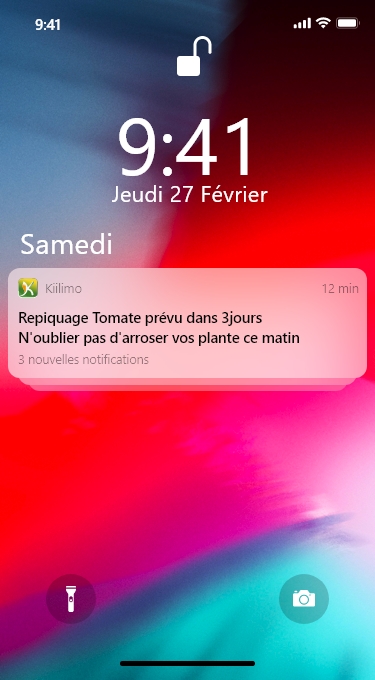 9:41
9:41
Jeudi 27 Février
Samedi
Kiilimo 12 min
Repiquage Tomate prévu dans 3jours
N'oublier pas d'arroser vos plante ce matin
3 nouvelles notifications